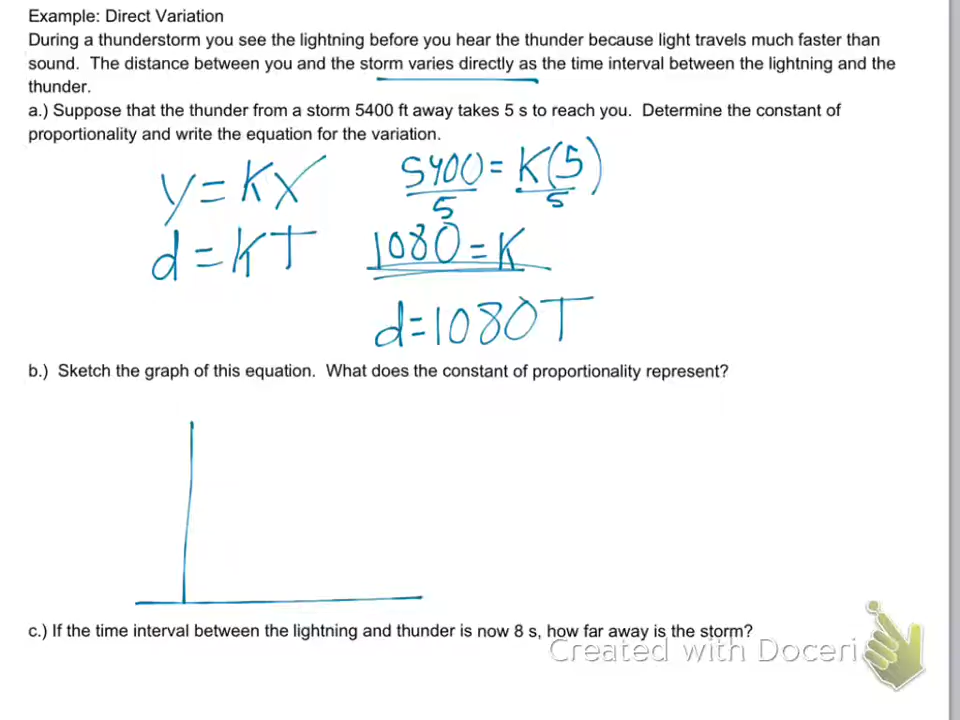 Example: Direct Variation
During a thunderstorm you see the lightning before you hear the thunder because light travels much faster than
sound.  The distance between you and the storm varies directly as the time interval between the lightning and the
thunder.
a.) Suppose that the thunder from a storm 5400 ft away takes 5 s to reach you.  Determine the constant of
proportionality and write the equation for the variation.
y = KX
5400 = K(5)
5 5
d = KT
1080 = K
d = 1080T
b.)  Sketch the graph of this equation.  What does the constant of proportionality represent?
c.) If the time interval between the lightning and thunder is now 8 s, how far away is the storm?
Created with Doceri